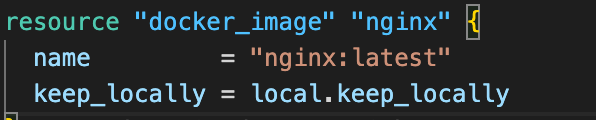 resource "docker_image" "nginx" {
  name         = "nginx:latest"
  keep_locally = local.keep_locally
}